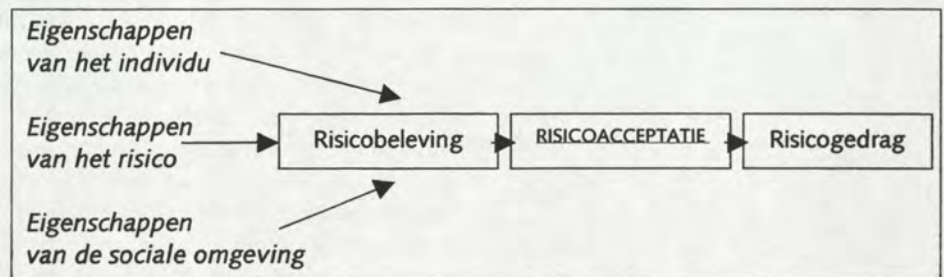 Eigenschappen
van het individu
Eigenschappen
van het risico
Risicobeleving
RISICOACCEPTATIE
Risicogedrag
Eigenschappen
van de sociale omgeving